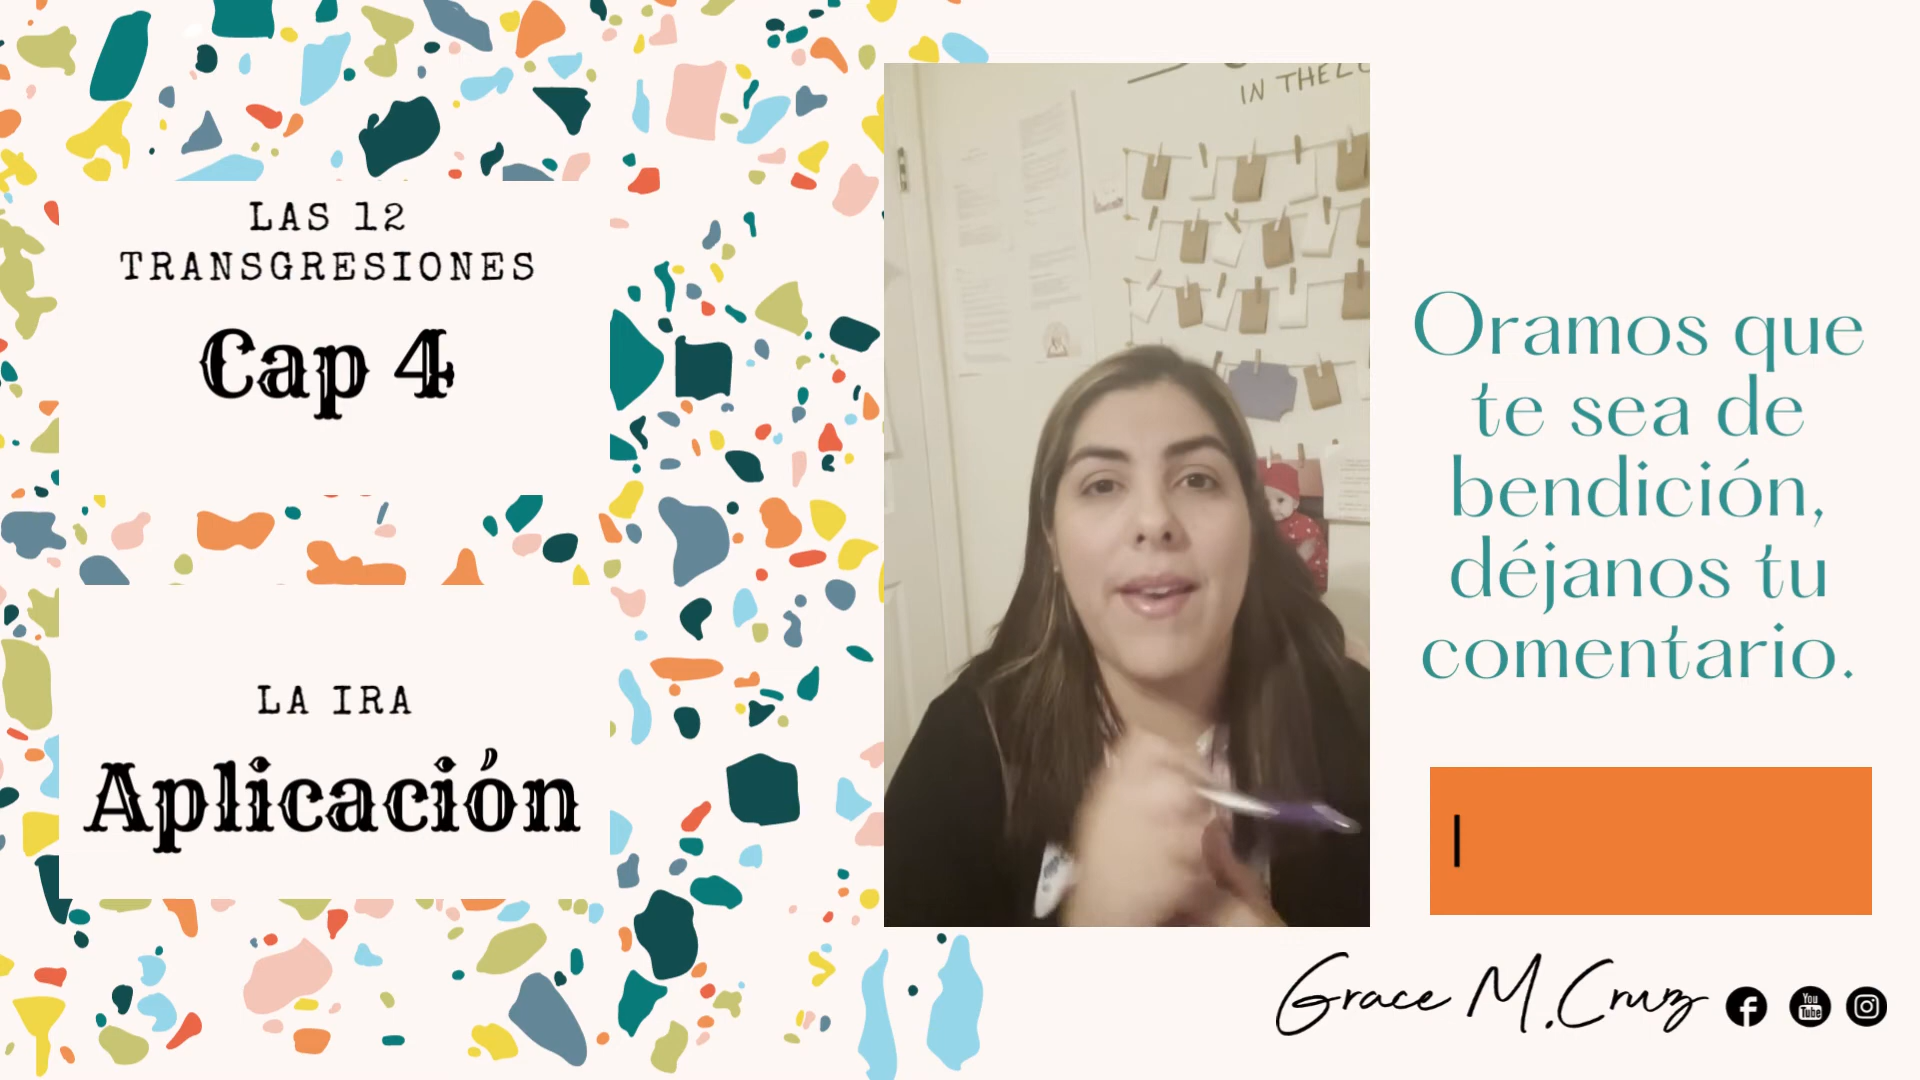 LAS 12
TRANSGRESIONES
Cap 4
LA IRA
Aplicación
IN THE
Oramos que
te sea de
bendición,
déjanos tu
comentario.
Grace M. Cruz
You
Tube